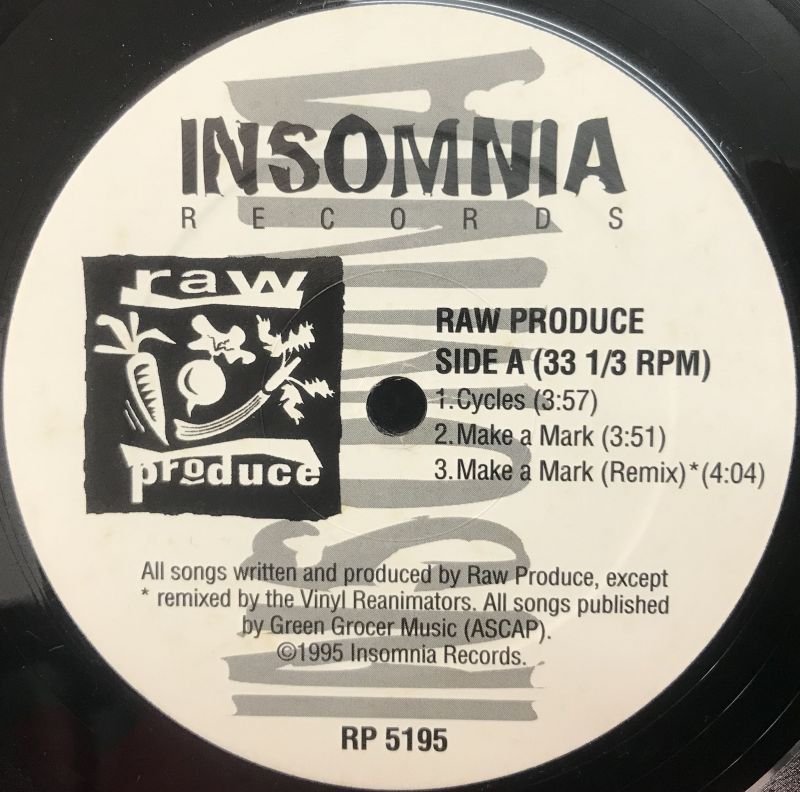 INSOMNIA
RECORDS
raw
produce
RAW PRODUCE
SIDE A (33 1/3 RPM)
1.Cycles (3:57)
2.Make a Mark (3:51)
3.Make a Mark (Remix)*(4:04)
All songs written and produced by Raw Produce, except
* remixed by the Vinyl Reanimators. All songs published
by Green Grocer Music (ASCAP).
©1995 Insomnia Records.
RP 5195
INSOMNIA